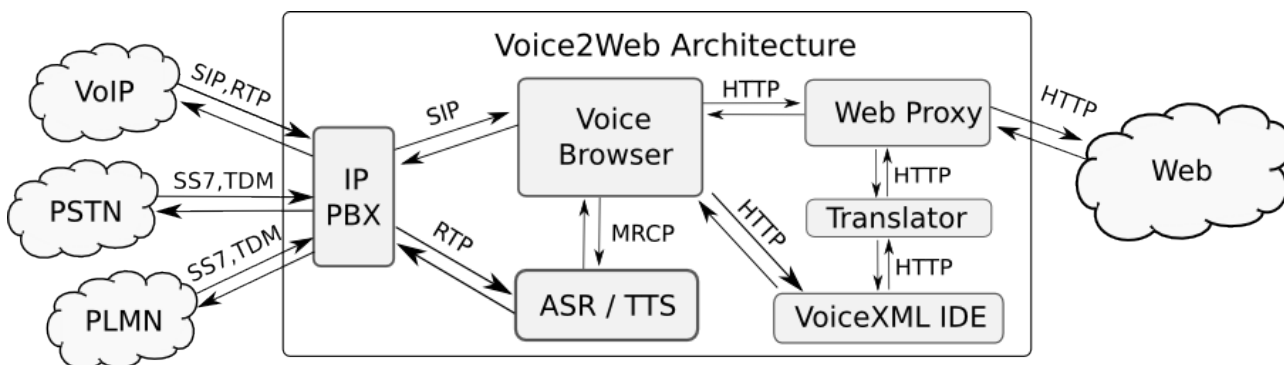 Voice2Web Architecture
VoIP
SIP,RTP
PSTN
SS7,TDM
PLMN
SS7,TDM
IP
PBX
SIP
RTP
Voice
Browser
MRCP
ASR / TTS
HTTP
HTTP
Web Proxy
HTTP
Translator
HTTP
VoiceXML IDE
HTTP
Web